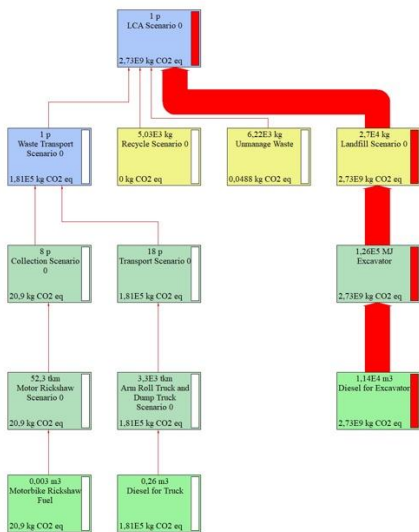 1 p
LCA Scenario 0
2,73E9 kg CO2 eq
1 p
Waste Transport
Scenario 0
1,81E5 kg CO2 eq
5,03E3 kg
Recycle Scenario 0
0 kg CO2 eq
6,22E3 kg
Unmanage Waste
0,0488 kg CO2 eq
2,7E4 kg
Landfill Scenario 0
2,73E9 kg CO2 eq
8 p
Collection Scenario
0
20,9 kg CO2 eq
18 p
Transport Scenario 0
1,81E5 kg CO2 eq
1,26E5 MJ
Excavator
2,73E9 kg CO2 eq
52,3 tkm
Motor Rickshaw
Scenario 0
20,9 kg CO2 eq
3,3E3 tkm
Arm Roll Truck and
Dump Truck
Scenario 0
1,81E5 kg CO2 eq
1,14E4 m3
Diesel for Excavator
2,73E9 kg CO2 eq
0,003 m3
Motorbike Rickshaw
Fuel
20,9 kg CO2 eq
0,26 m3
Diesel for Truck
1,81E5 kg CO2 eq